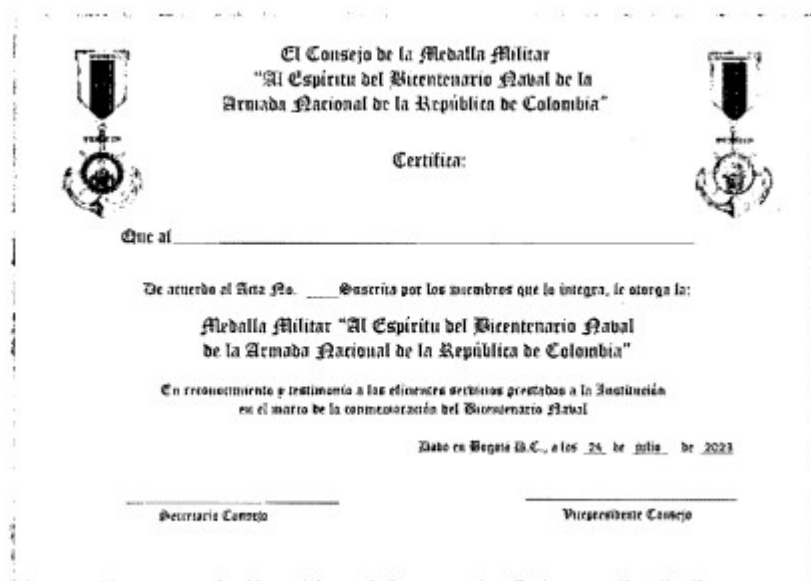 El Consejo de la Medalla Militar
"Al Espíritu del Bicentenario Naval de la
Armada Nacional de la República de Colombia"
Certifica:
Que al
De acuerdo al Acta No. ____ Suscrita por los miembros que lo integra, le otorga la:
Medalla Militar "Al Espíritu del Bicentenario Naval
de la Armada Nacional de la República de Colombia"
En reconocimiento y testimonio a los eficientes servicios prestados a la Institución
en el marco de la conmemoración del Bicentenario Naval
Dado en Bogotá D.C., a los 24 de julio de 2023
Secretario Consejo
Vicepresidente Consejo